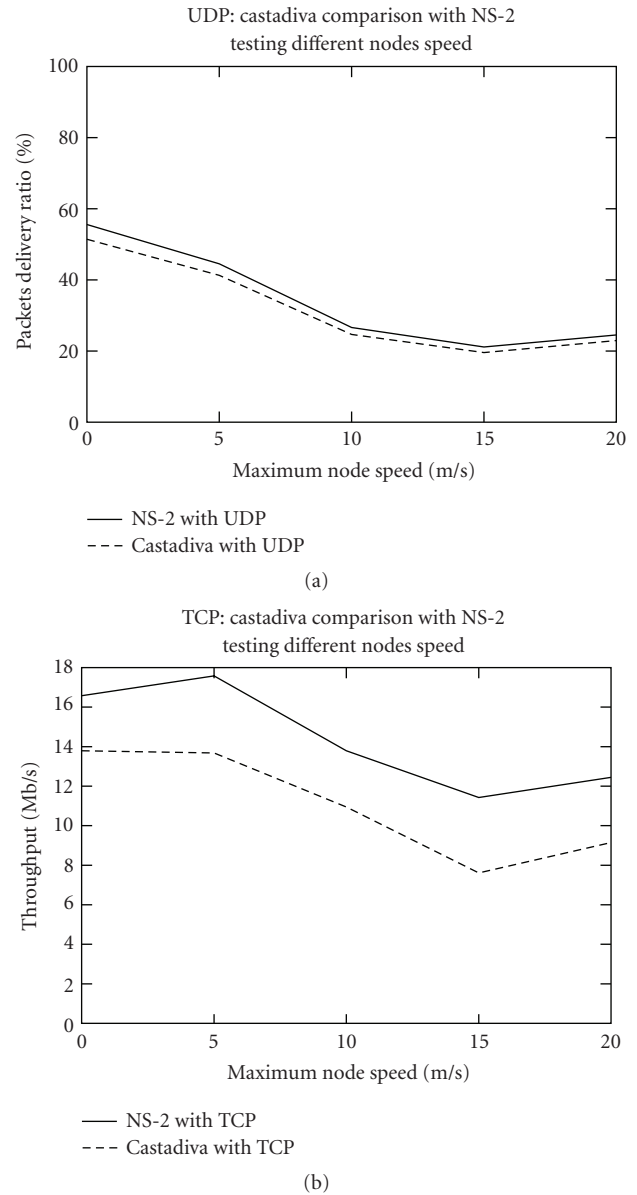 UDP: castadiva comparison with NS-2
testing different nodes speed
100
80
60
40
20
0
Packets delivery ratio (%)
0 5 10 15 20
Maximum node speed (m/s)
NS-2 with UDP
Castadiva with UDP
(a)
TCP: castadiva comparison with NS-2
testing different nodes speed
18
16
14
12
10
8
6
4
2
0
Throughput (Mb/s)
0 5 10 15 20
Maximum node speed (m/s)
NS-2 with TCP
Castadiva with TCP
(b)